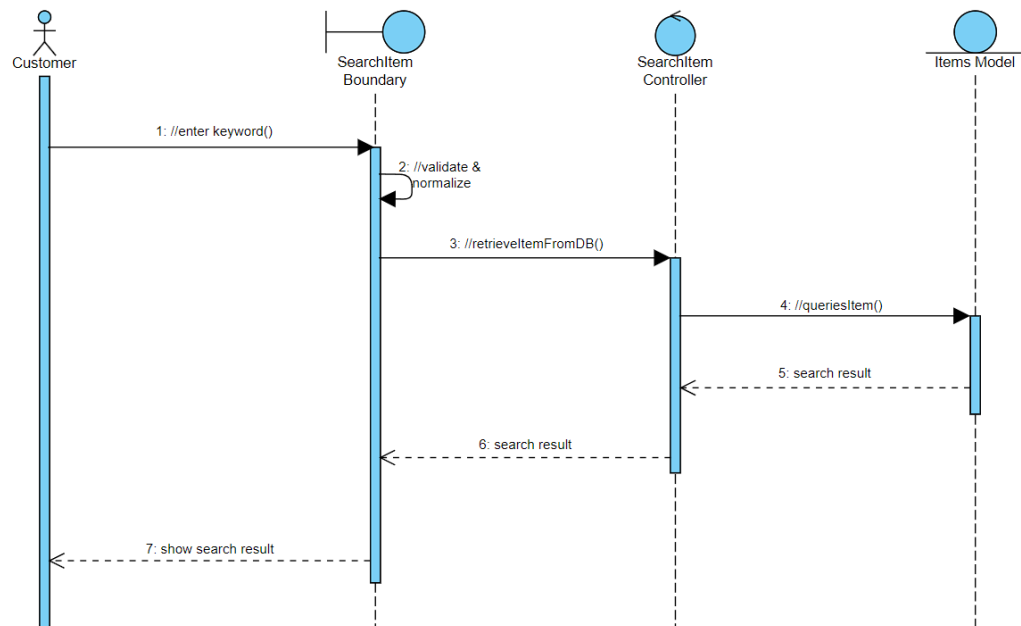 Customer
SearchItem
Boundary
SearchItem
Controller
Items Model
1: //enter keyword()
2: //validate &
normalize
3: //retrieveItemFromDB()
4: //queriesItem()
5: search result
6: search result
7: show search result